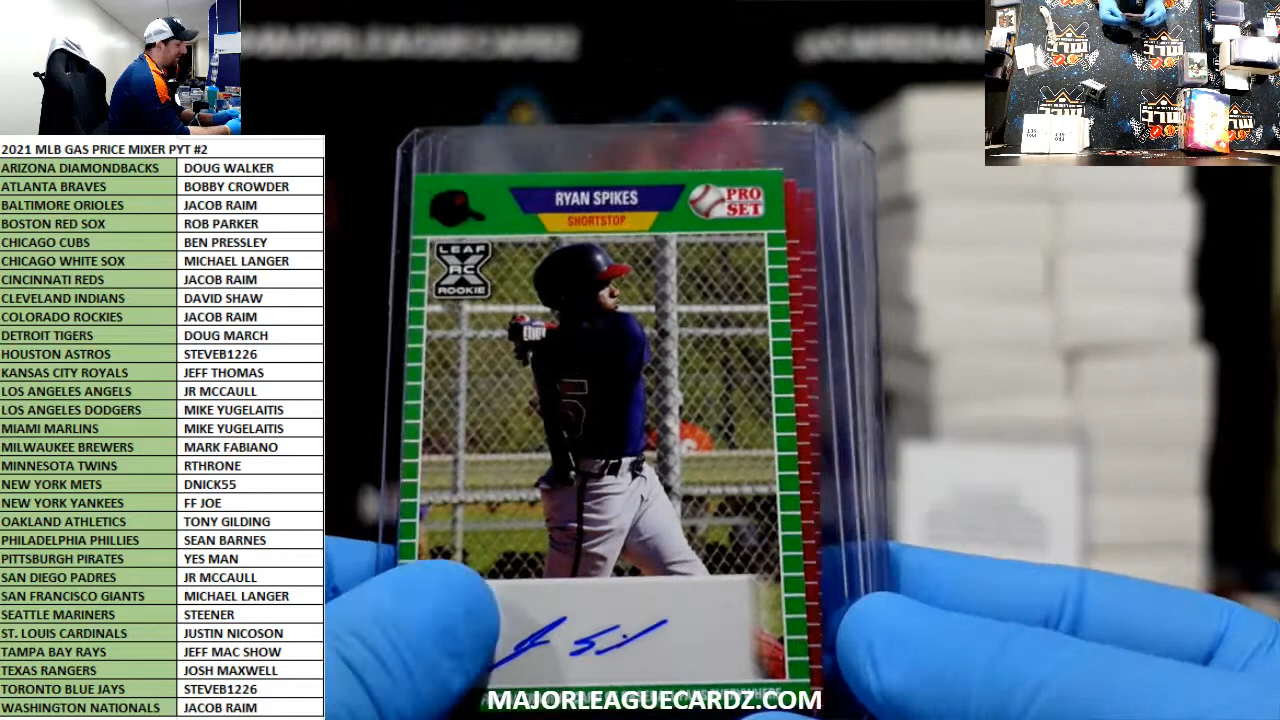 2021 MLB GAS PRICE MIXER PYT #2
ARIZONA DIAMONDBACKS DOUG WALKER
ATLANTA BRAVES BOBBY CROWDER
BALTIMORE ORIOLES JACOB RAIM
BOSTON RED SOX ROB PARKER
CHICAGO CUBS BEN PRESSLEY
CHICAGO WHITE SOX MICHAEL LANGER
CINCINNATI REDS JACOB RAIM
CLEVELAND INDIANS DAVID SHAW
COLORADO ROCKIES JACOB RAIM
DETROIT TIGERS DOUG MARCH
HOUSTON ASTROS STEVEB1226
KANSAS CITY ROYALS JEFF THOMAS
LOS ANGELES ANGELS JR MCCAULL
LOS ANGELES DODGERS MIKE YUGELAITIS
MIAMI MARLINS MIKE YUGELAITIS
MILWAUKEE BREWERS MARK FABIANO
MINNESOTA TWINS RTHRONE
NEW YORK METS DNICK55
NEW YORK YANKEES FF JOE
OAKLAND ATHLETICS TONY GILDING
PHILADELPHIA PHILLIES SEAN BARNES
PITTSBURGH PIRATES YES MAN
SAN DIEGO PADRES JR MCCAULL
SAN FRANCISCO GIANTS MICHAEL LANGER
SEATTLE MARINERS STEENER
ST. LOUIS CARDINALS JUSTIN NICOSON
TAMPA BAY RAYS JEFF MAC SHOW
TEXAS RANGERS JOSH MAXWELL
TORONTO BLUE JAYS STEVEB1226
WASHINGTON NATIONALS JACOB RAIM
RYAN SPIKES
SHORTSTOP
PRO
SET
LEAF
RC
ROOKIE
5
MAJORLEAGUECARDZ.COM
PRO
SET